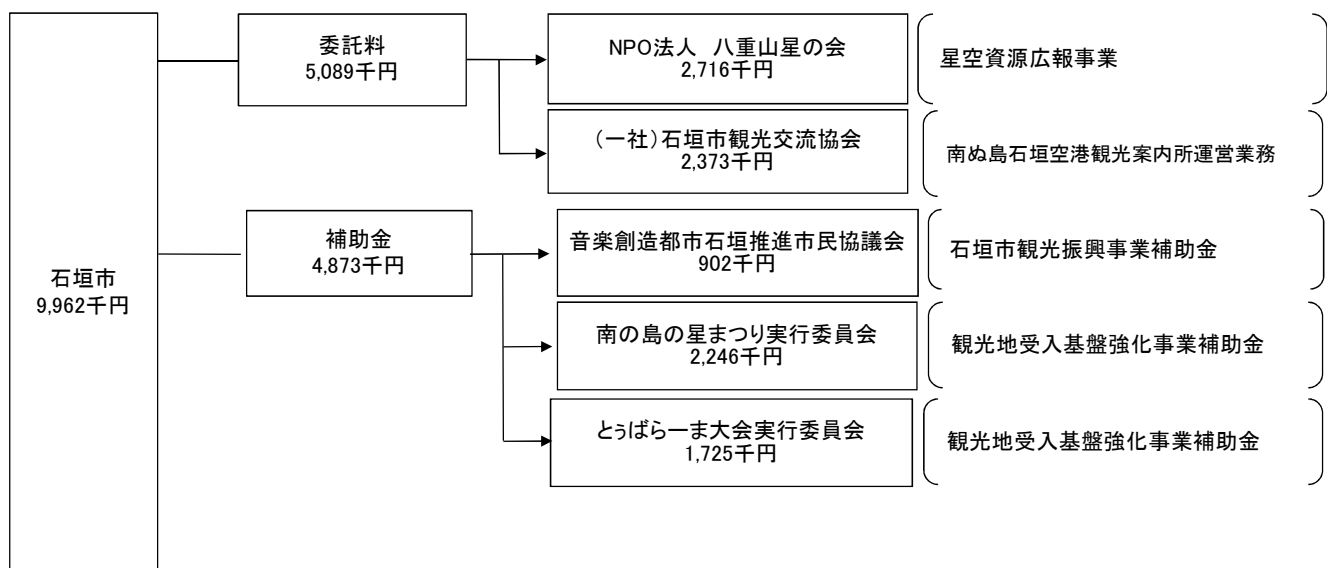 石垣市
9,962千円
委託料
5,089千円
NPO法人　八重山星の会
2,716千円
星空資源広報事業
（一社）石垣市観光交流協会
2,373千円
南ぬ島石垣空港観光案内所運営業務
補助金
4,873千円
音楽創造都市石垣推進市民協議会
902千円
石垣市観光振興事業補助金
南の島の星まつり実行委員会
2,246千円
観光地受入基盤強化事業補助金
とぅばらーま大会実行委員会
1,725千円
観光地受入基盤強化事業補助金